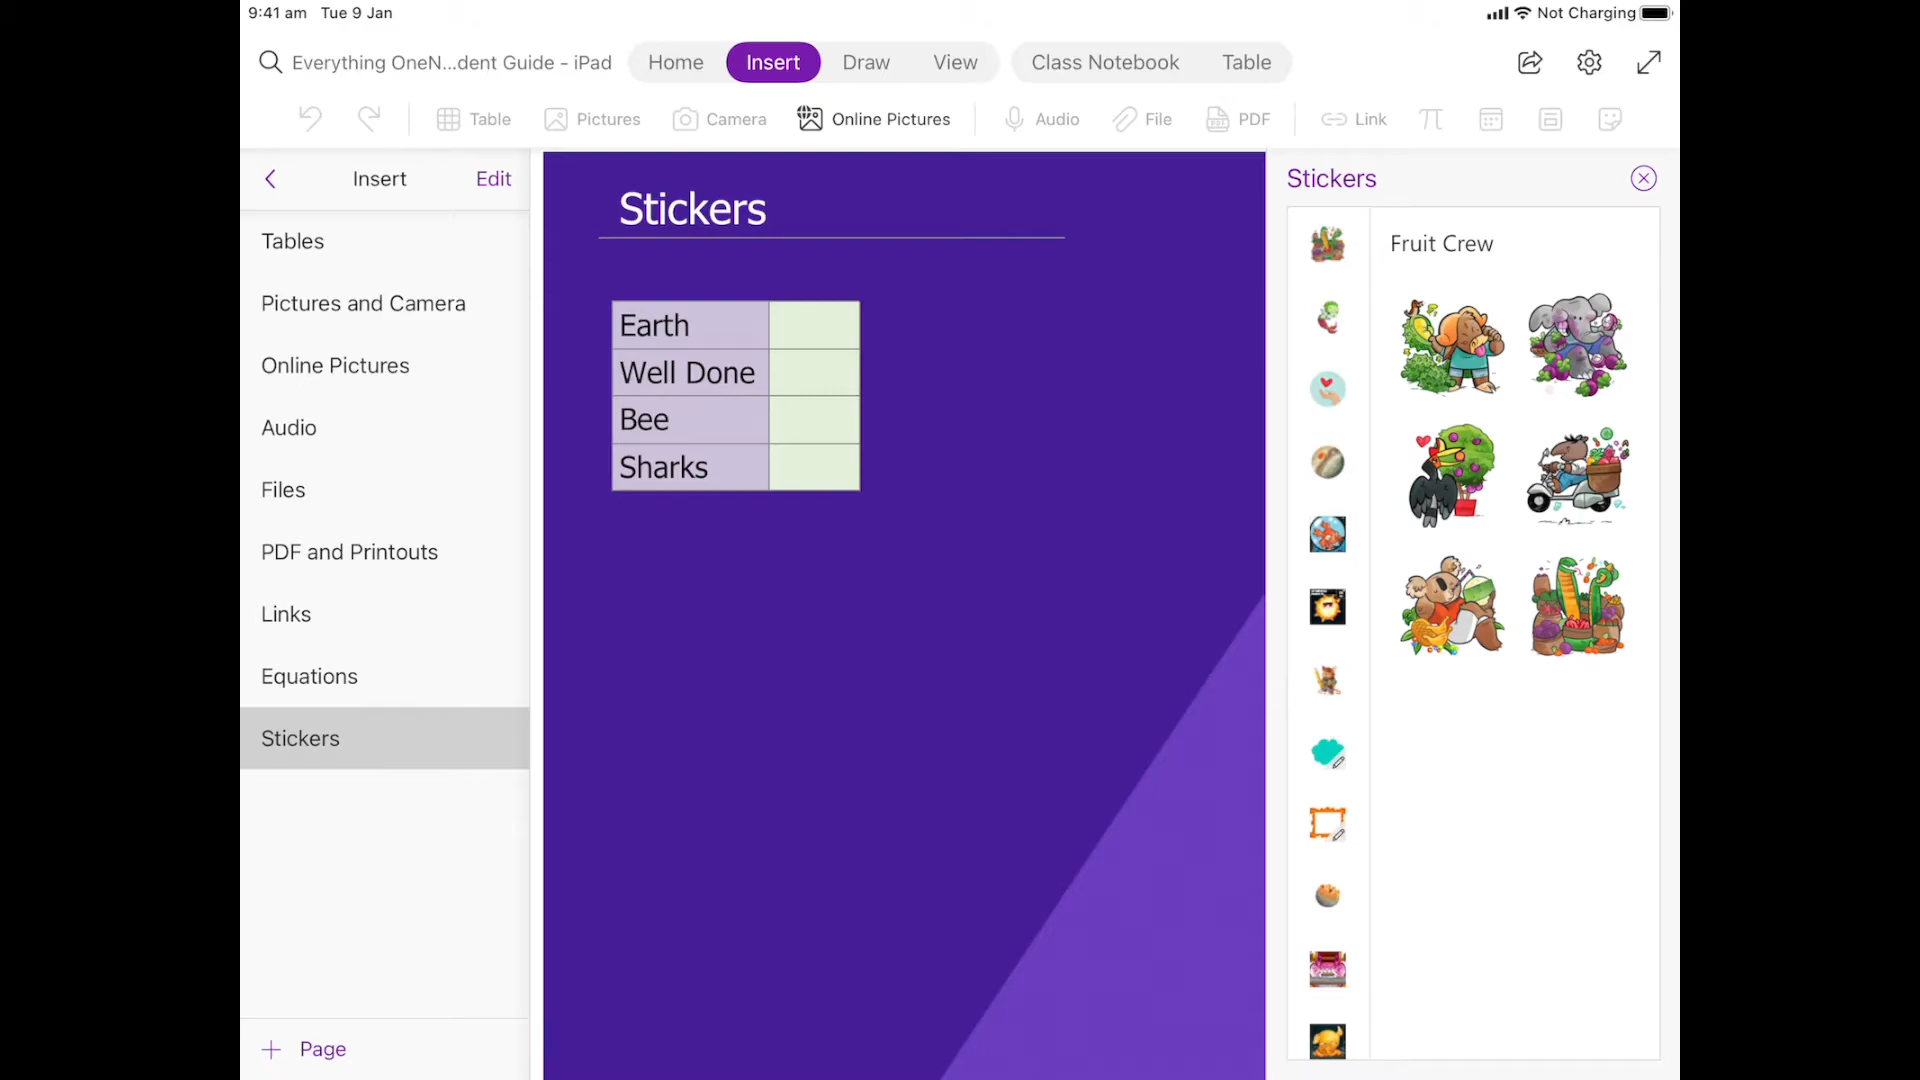 9:41 am Tue 9 Jan
Not Charging
Everything OneN...dent Guide - iPad
Home
Insert
Draw
View
Class Notebook
Table
Table
Pictures
Camera
Online Pictures
Audio
File
PDF
Link
Insert
Edit
Tables
Pictures and Camera
Online Pictures
Audio
Files
PDF and Printouts
Links
Equations
Stickers
Page
Stickers
Earth
Well Done
Bee
Sharks
Stickers
Fruit Crew